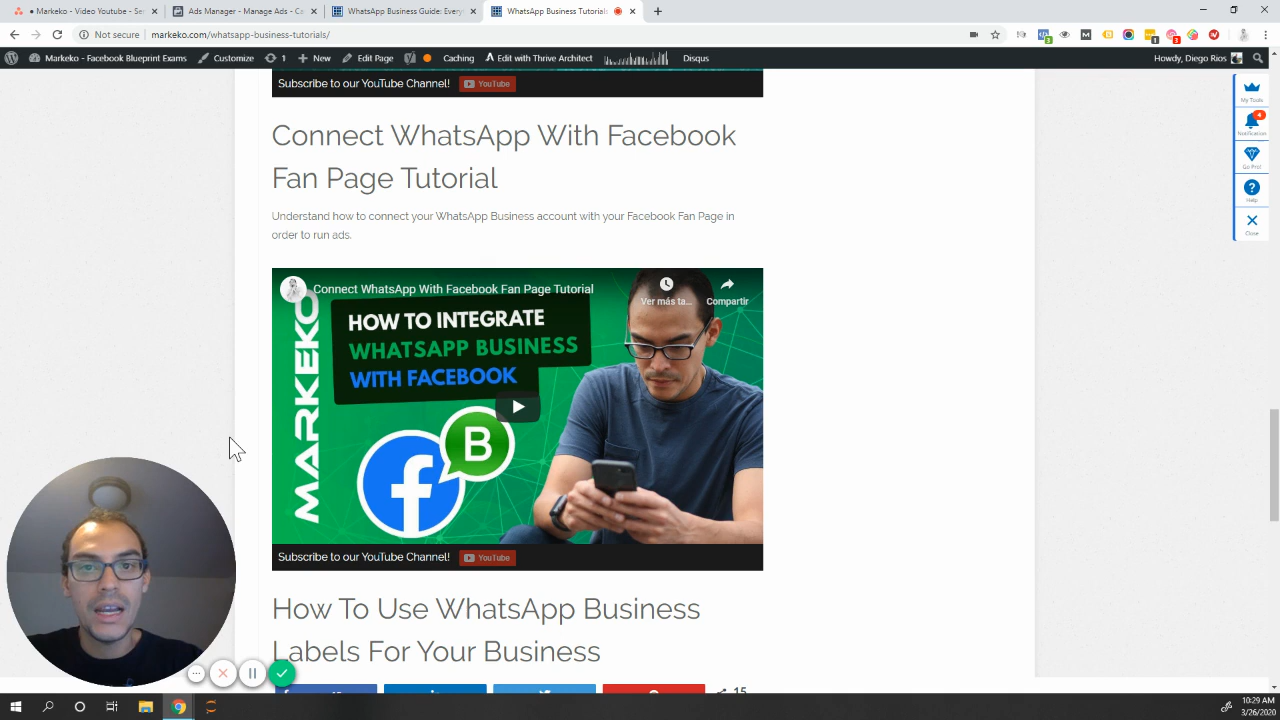 • Markeko - Video Youtube - Ser
Ads Manager - Manage Ads - Ca
WhatsApp Business Guide: Every
WhatsApp Business Tutorials
Not secure
markeko.com/whatsapp-business-tutorials/
3
1
3
Markeko - Facebook Blueprint Exams
Customize
1
New
Edit Page
Caching
Edit with Thrive Architect
Disqus
Howdy, Diego Rios
Subscribe to our YouTube Channel!
YouTube
My Tools
4
Notification
Go Pro!
Help
Close
Connect WhatsApp With Facebook
Fan Page Tutorial
Understand how to connect your WhatsApp Business account with your Facebook Fan Page in
order to run ads.
Connect WhatsApp With Facebook Fan Page Tutorial
Ver más ta...
Compartir
MARKEKO
HOW TO INTEGRATE
WHATSAPP BUSINESS
WITH FACEBOOK
B
f
Subscribe to our YouTube Channel!
YouTube
How To Use WhatsApp Business
Labels For Your Business
15
10:29 AM
3/26/2020